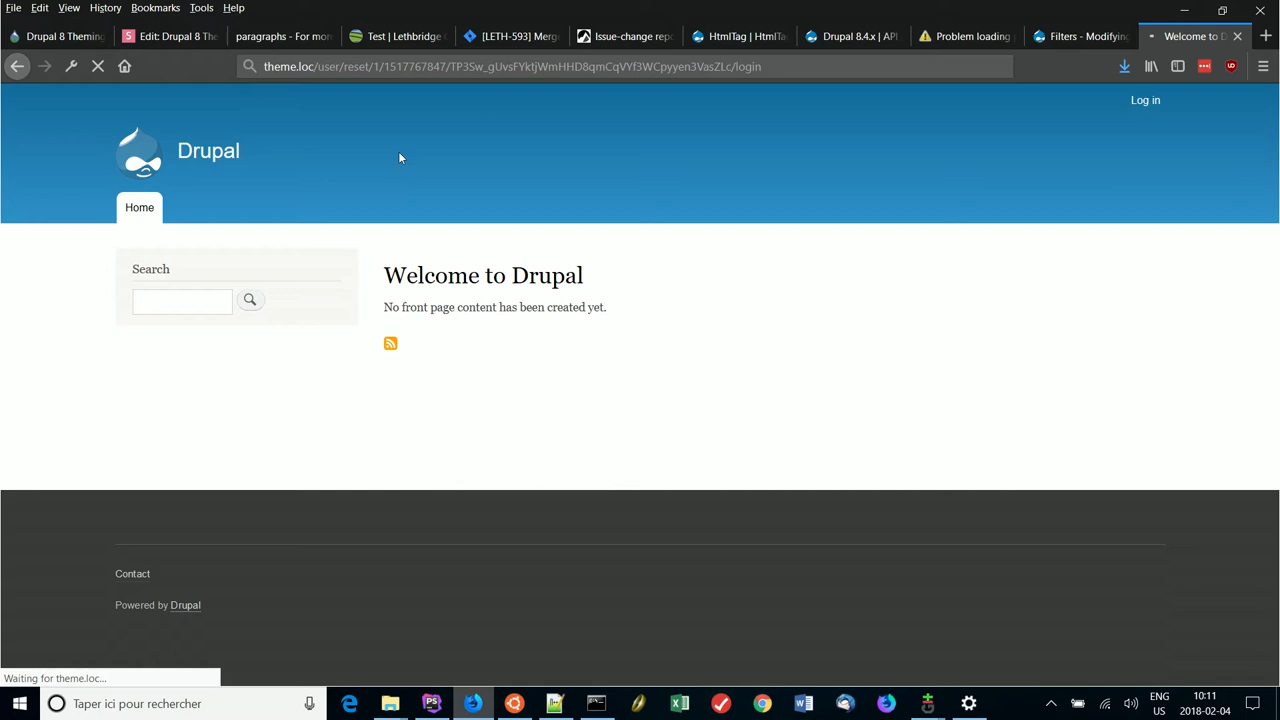 File Edit View History Bookmarks Tools Help
Drupal 8 Theming
Edit: Drupal 8 The
paragraphs - For mon
Test | Lethbridge
[LETH-593] Merge
Issue-change repo
HtmlTag | HtmlTa
Drupal 8.4.x | API
Problem loading p
Filters - Modifying
Welcome to D
theme.loc/user/reset/1/1517767847/TP3Sw_gUvsFYktjWmHHD8qmCqVYf3WCpyyen3VasZLc/login
Log in
Drupal
Home
Search
Welcome to Drupal
No front page content has been created yet.
Contact
Powered by Drupal
Waiting for theme.loc...
Taper ici pour rechercher
ENG
US
10:11
2018-02-04